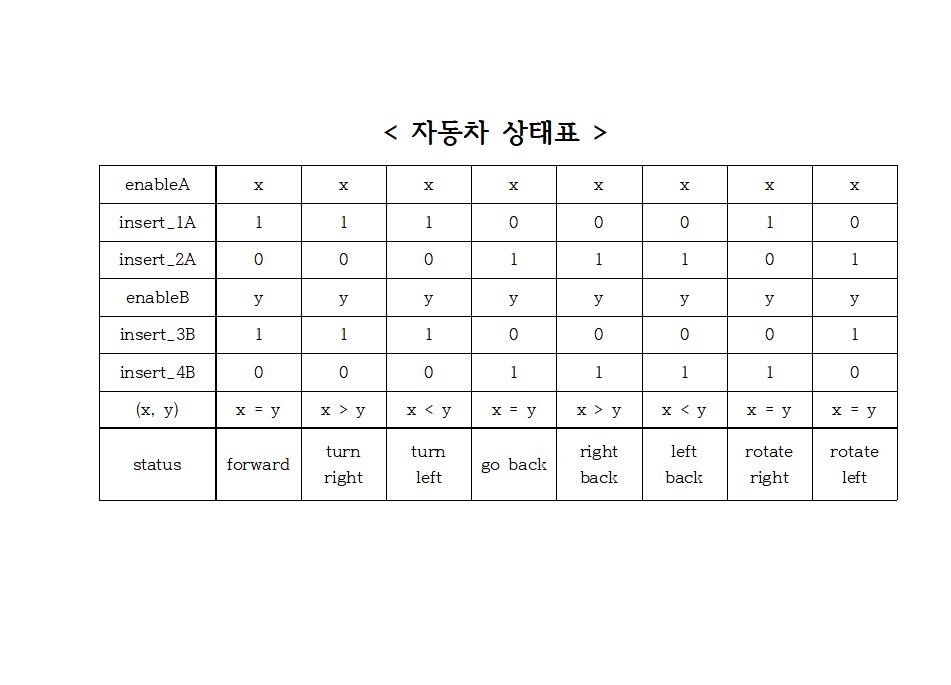 < 자동차 상태표 >
enableA x x x x x x x x
insert_1A 1 1 1 0 0 0 1 0
insert_2A 0 0 0 1 1 1 0 1
enableB y y y y y y y y
insert_3B 1 1 1 0 0 0 0 1
insert_4B 0 0 0 1 1 1 1 0
(x, y) x = y x > y x < y x = y x > y x < y x = y x = y
status forward turn right turn left go back right back left back rotate right rotate left